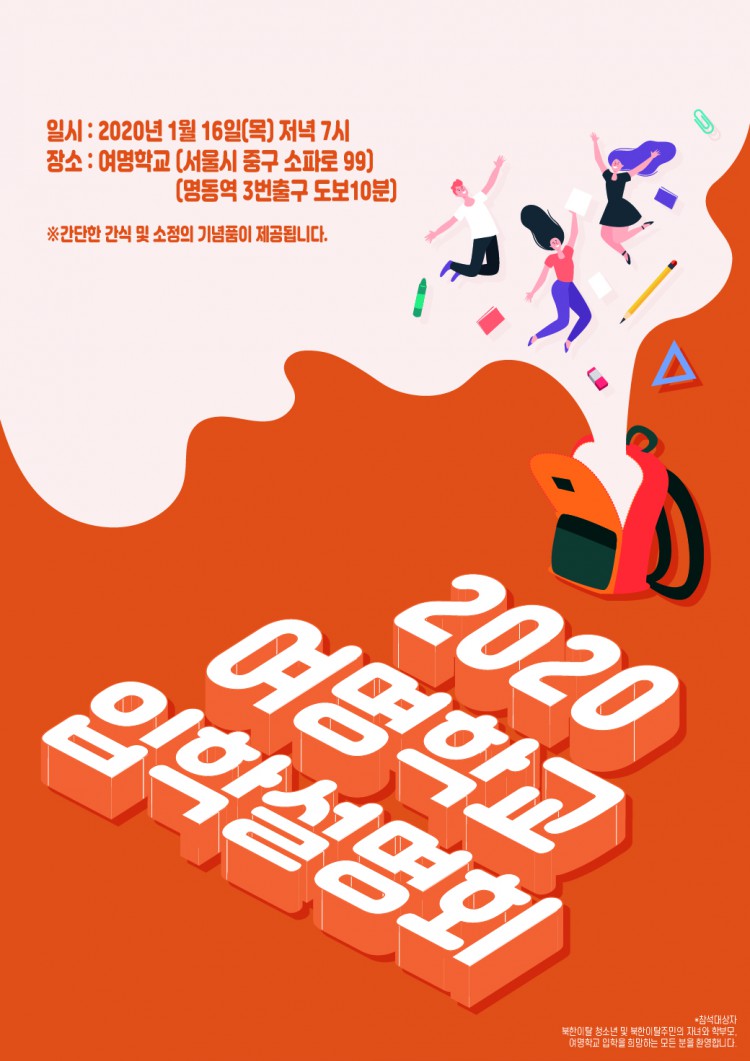 일시 : 2020년 1월 16일(목) 저녁 7시
장소 : 여명학교 (서울시 중구 소파로 99)
(명동역 3번출구 도보10분)
※간단한 간식 및 소정의 기념품이 제공됩니다.
2020
여명학교
입학설명회
*참석대상자
북한이탈 청소년 및 북한이탈주민의 자녀와 학부모,
여명학교 입학을 희망하는 모든 분을 환영합니다.